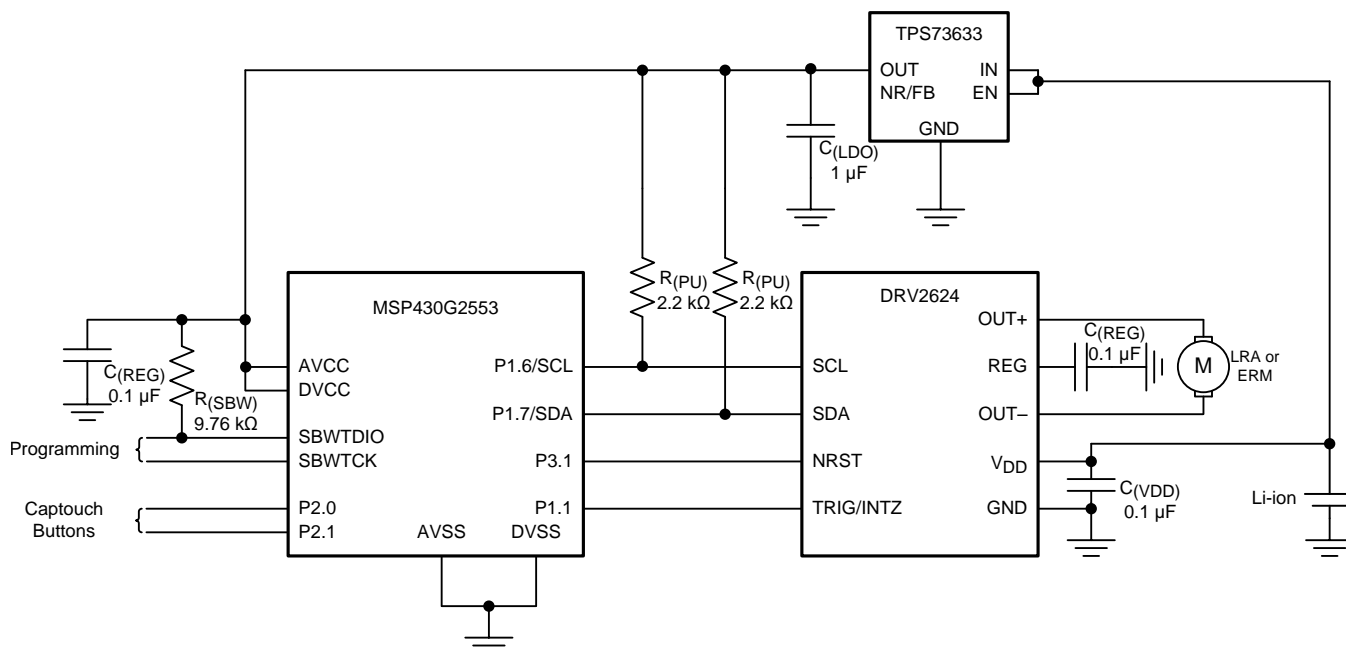 TPS73633
OUT
IN
NR/FB
EN
GND
C(LDO)
1 µF
R(PU)
2.2 kΩ
R(PU)
2.2 kΩ
MSP430G2553
DRV2624
OUT+
C(REG)
0.1 µF
LRA or
ERM
M
C(REG)
0.1 µF
AVCC
DVCC
P1.6/SCL
SCL
REG
R(SBW)
9.76 kΩ
P1.7/SDA
SDA
OUT–
Programming
SBWTDIO
SBWTCK
P3.1
NRST
VDD
C(VDD)
0.1 µF
Li-ion
Captouch
Buttons
P2.0
P2.1
P1.1
TRIG/INTZ
GND
AVSS
DVSS